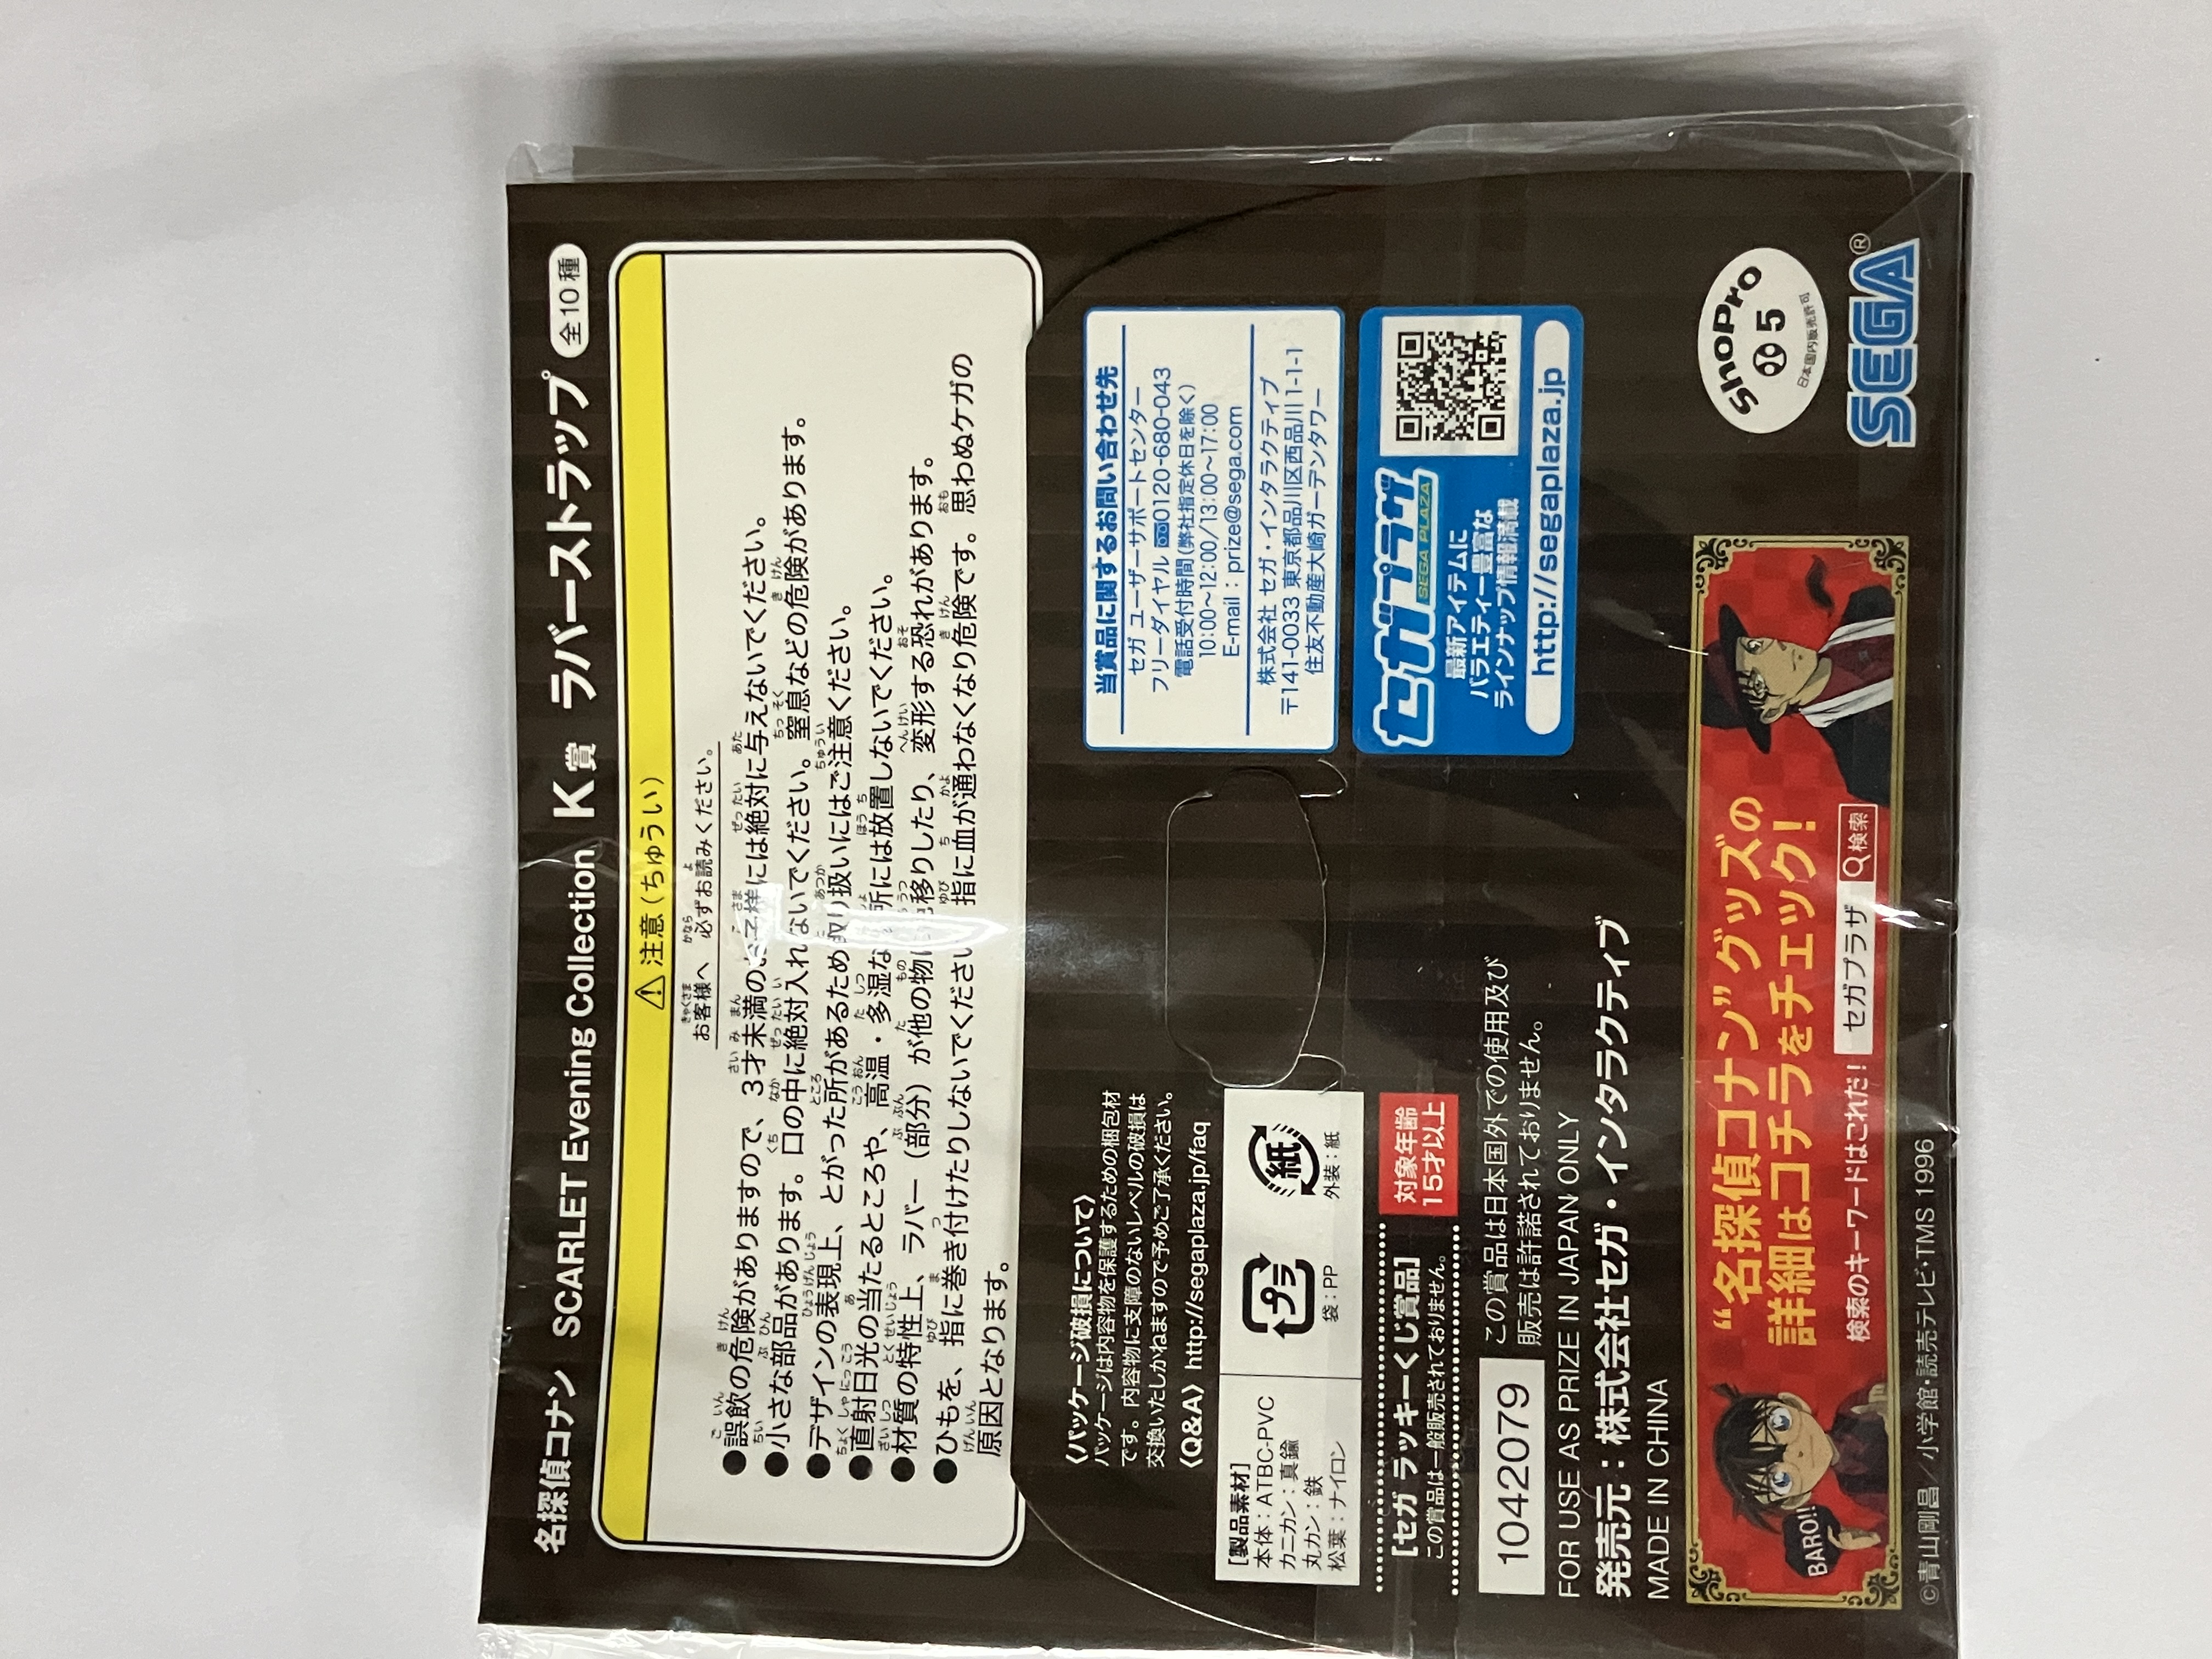 名探偵コナン SCARLET Evening Collection K賞 ラバーストラップ 全10種
⚠注意(ちゅうい)
お客様へ 必ずお読みください。
●誤飲の危険がありますので、3才未満のお子様には絶対に与えないでください。
●小さな部品があります。口の中に絶対入れないでください。窒息などの危険があります。
●デザインの表現上、とがった所があるため取り扱いにはご注意ください。
●直射日光の当たるところや、高温・多湿な所には放置しないでください。
●材質の特性上、ラバー(部分)が他の物に色移りしたり、変形する恐れがあります。
●ひもを、指に巻き付けたりしないでください。指に血が通わなくなり危険です。思わぬケガの
原因となります。
〈パッケージ破損について〉
パッケージは内容物を保護するための梱包材
です。内容物に支障のないレベルの破損は
交換いたしかねますので予めご了承ください。
〈Q&A〉http://segaplaza.jp/faq
[製品素材]
本体:ATBC-PVC
カニカン:真鍮
丸カン:鉄
松葉:ナイロン
プラ
袋:PP
紙
外装:紙
[セガ ラッキーくじ賞品]
この賞品は一般販売されておりません。
対象年齢
15才以上
1042079
この賞品は日本国外での使用及び
販売は許諾されておりません。
FOR USE AS PRIZE IN JAPAN ONLY
発売元:株式会社セガ・インタラクティブ
MADE IN CHINA
当賞品に関するお問い合わせ先
セガ ユーザーサポートセンター
フリーダイヤル 0120-680-043
電話受付時間(弊社指定休日を除く)
10:00~12:00/13:00~17:00
E-mail:prize@sega.com
株式会社 セガ・インタラクティブ
〒141-0033 東京都品川区西品川1-1-1
住友不動産大崎ガーデンタワー
セガプラザ
SEGA PLAZA
最新アイテムに
バラエティー豊富な
ラインナップ情報満載
http://segaplaza.jp
BARO!!
“名探偵コナン”グッズの
詳細はコチラをチェック!
検索のキーワードはこれだ! セガプラザ 検索
©青山剛昌/小学館・読売テレビ・TMS 1996
ShoPro
5
日本国内販売許可
SEGA®